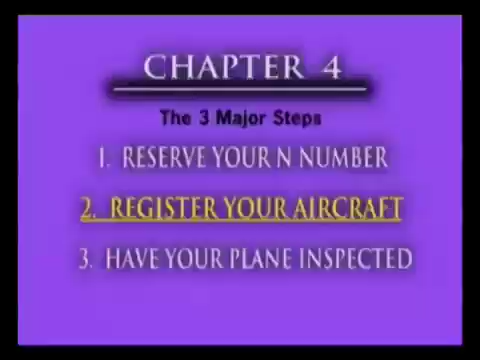 CHAPTER 4
The 3 Major Steps
1. RESERVE YOUR N NUMBER
2. REGISTER YOUR AIRCRAFT
3. HAVE YOUR PLANE INSPECTED